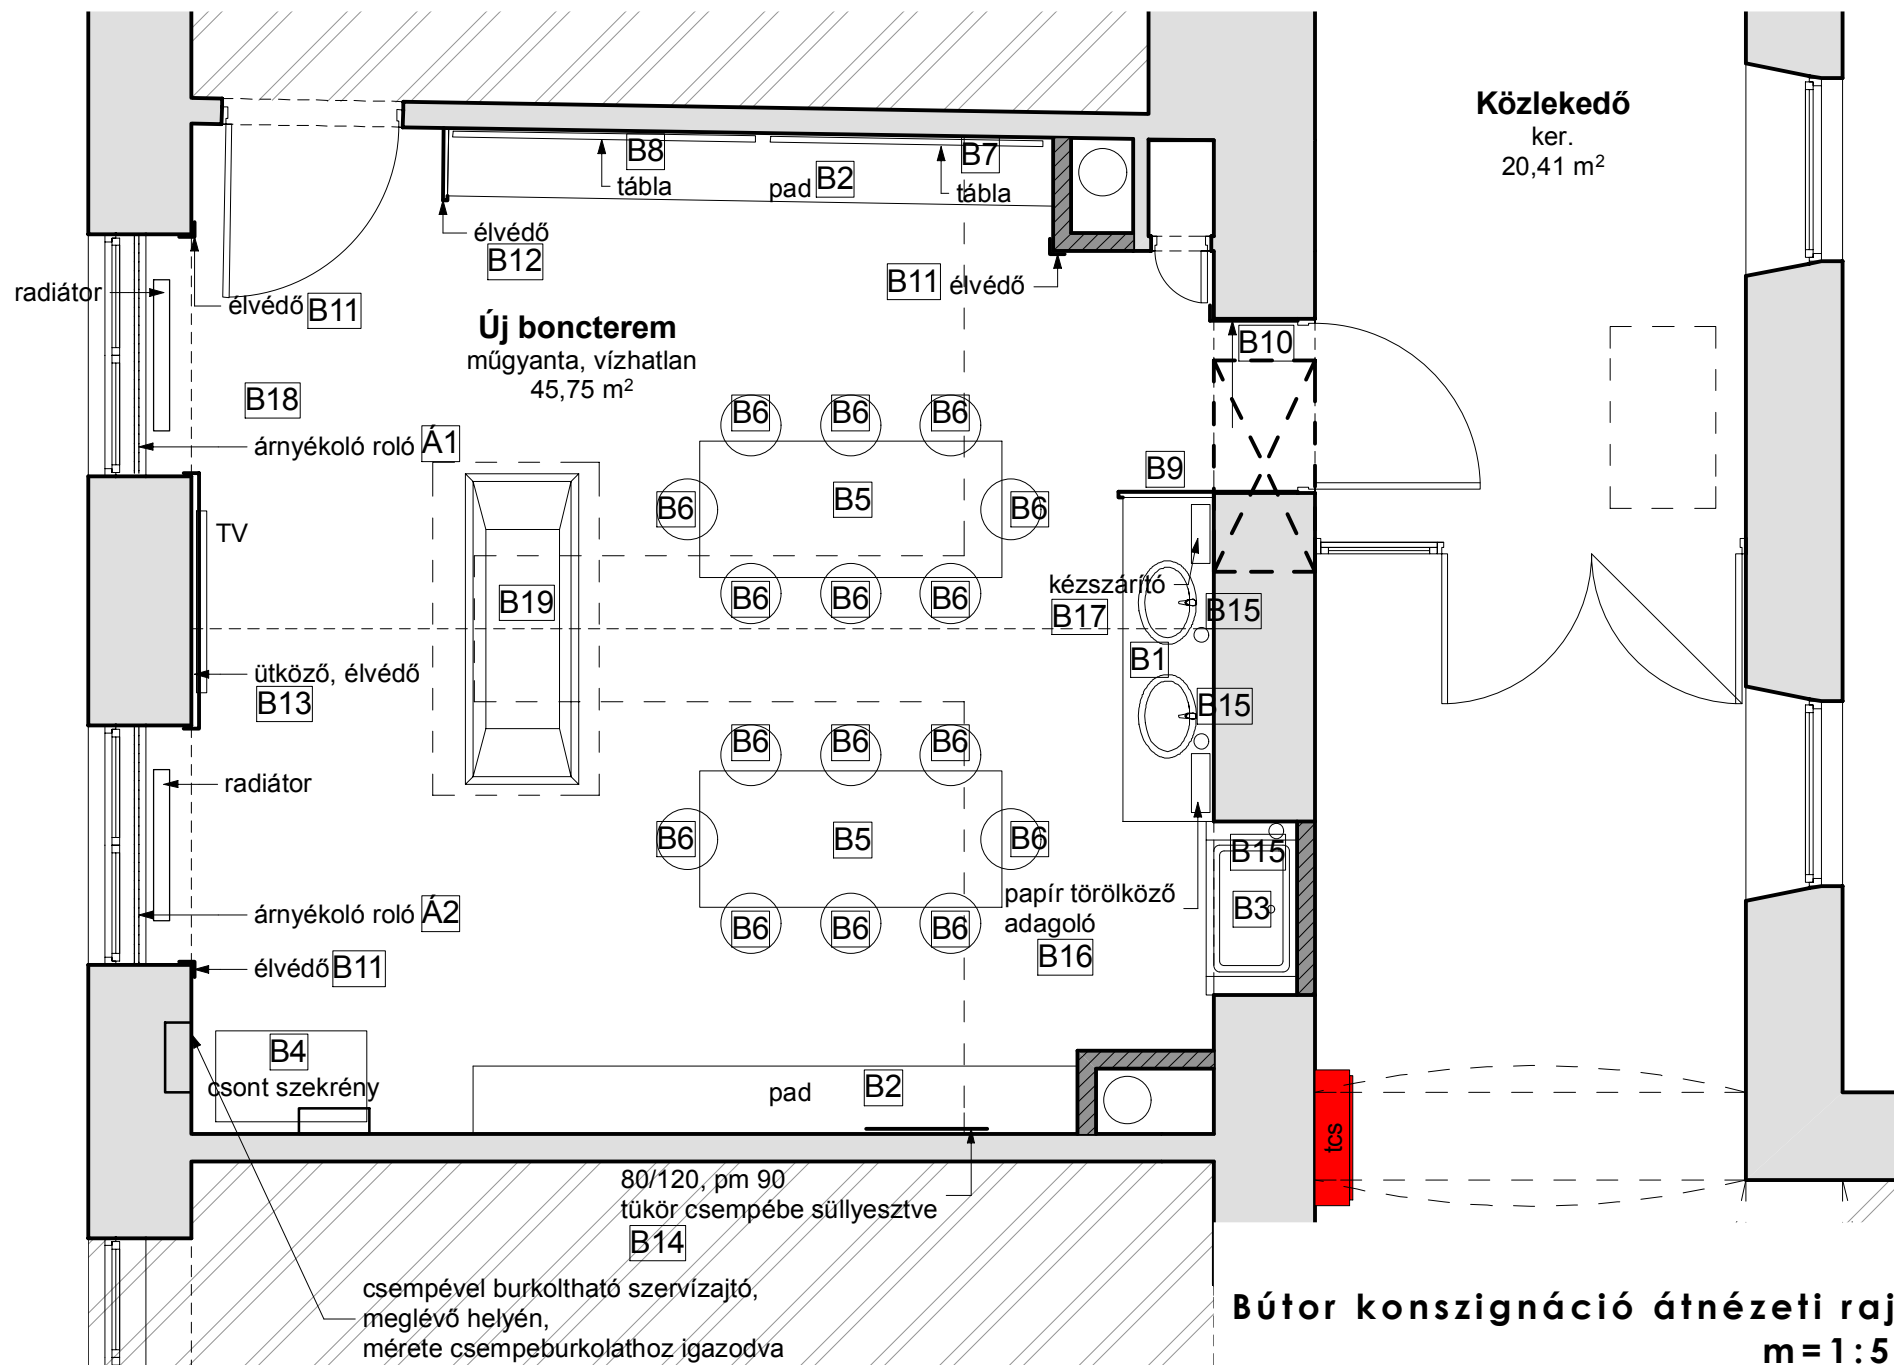 Közlekedő
ker.
20,41 m²
B8
tábla
pad B2
B7
tábla
élvédő
B12
B11 élvédő
radiátor
élvédő B11
Új boncterem
műgyanta, vízhatlan
45,75 m²
B10
B18
árnyékoló roló Á1
B6 B6 B6
B9
B6 B5 B6
TV
B19
B6 B6 B6
kézszárító
B17
B15
B1
ütköző, élvédő
B13
B15
B6 B6 B6
radiátor
B6 B5 B6
B15
B3
árnyékoló roló Á2
B6 B6 B6
papír törölköző
adagoló
B16
élvédő B11
B4
csont szekrény
pad B2
tcs
80/120, pm 90
tükör csempébe süllyesztve
B14
csempével burkoltható szervízajtó,
meglévő helyén,
mérete csempeburkolathoz igazodva
Bútor konszignáció átnézeti raj
m=1:5